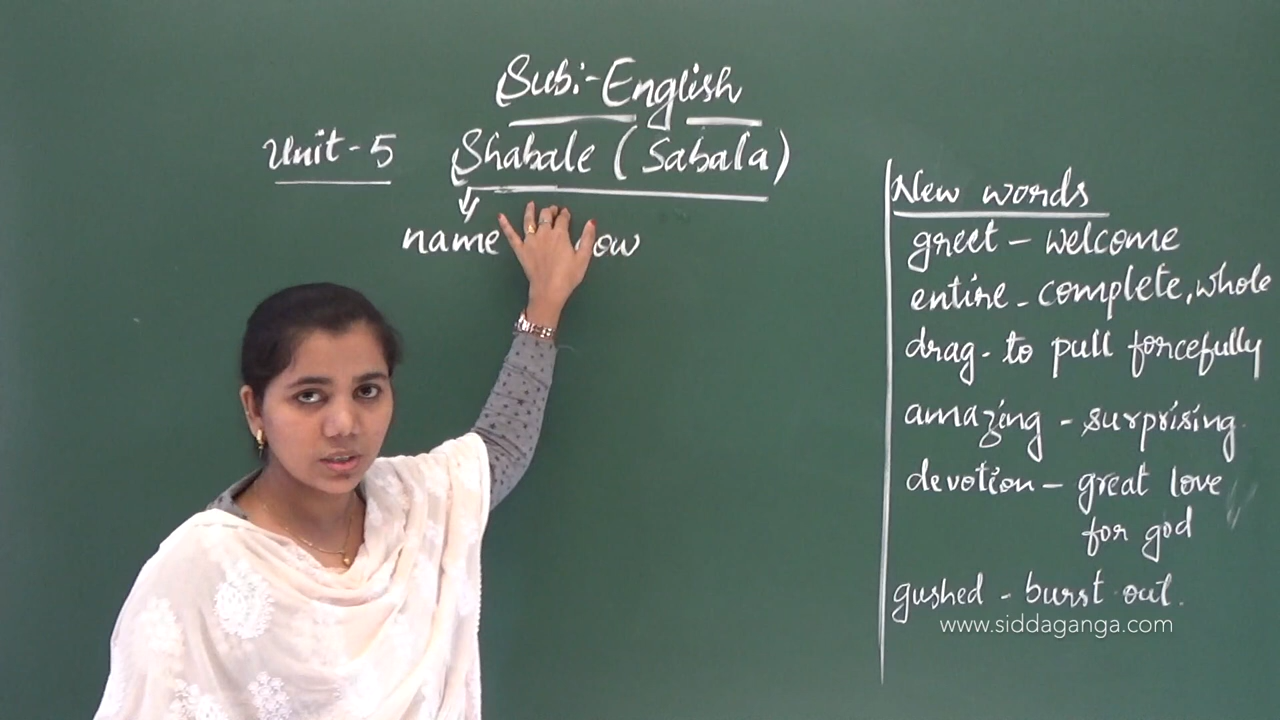 Sub:-English
Unit-5 Shabale (Sabala)
name ow
New words
greet - welcome
entire - complete, whole
drag - to pull forcefully
amazing - surprising.
devotion - great love
for god
gushed - burst out.
www.siddaganga.com